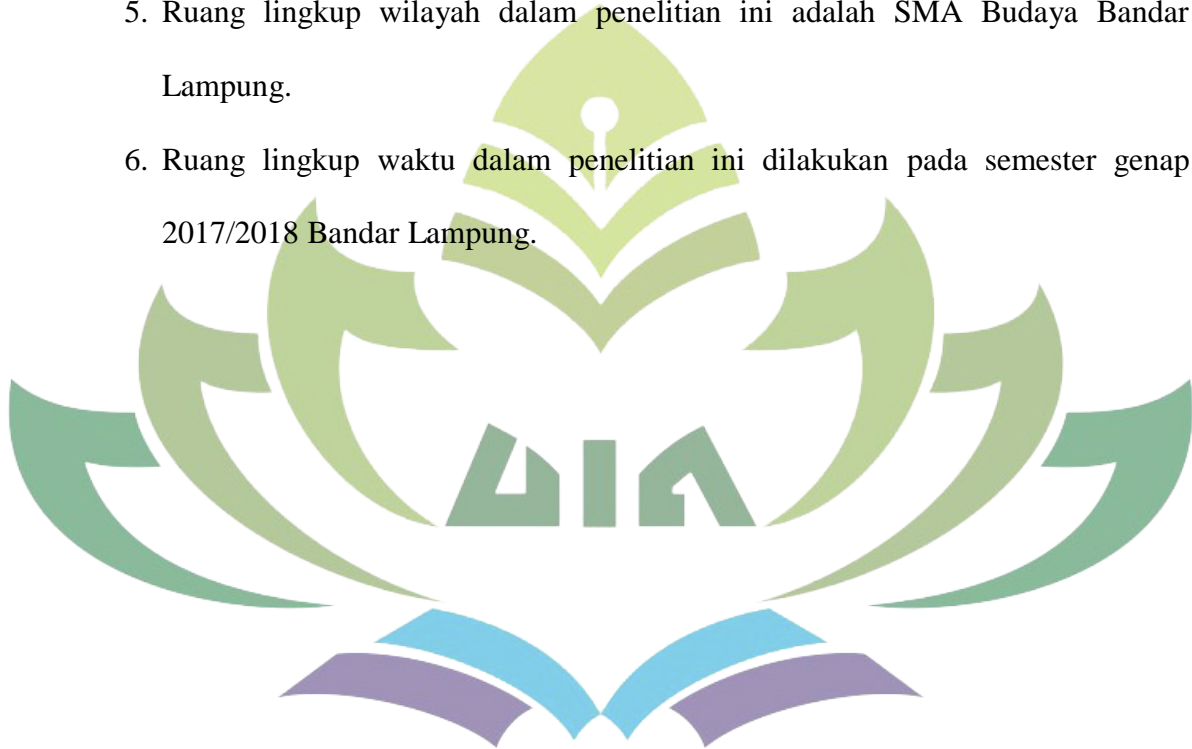 5. Ruang lingkup wilayah dalam penelitian ini adalah SMA Budaya Bandar
Lampung.
6. Ruang lingkup waktu dalam penelitian ini dilakukan pada semester genap
2017/2018 Bandar Lampung.